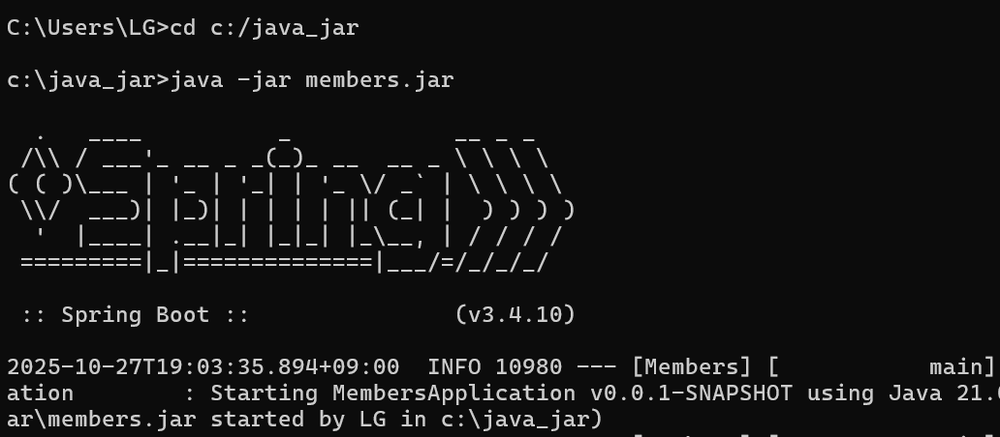 C:\Users\LG>cd c:/java_jar
c:\java_jar>java -jar members.jar
  .   ____          _            __ _ _
 /\\ / ___'_ __ _ _(_)_ __  __ _ \ \ \ \
( ( )\___ | '_ | '_| | '_ \/ _` | \ \ \ \
 \\/  ___)| |_)| | | | | || (_| |  ) ) ) )
  '  |____| .__|_| |_|_| |_\__, | / / / /
 =========|_|==============|___/=/_/_/_/
 :: Spring Boot ::               (v3.4.10)
2025-10-27T19:03:35.894+09:00  INFO 10980 --- [Members] [           main]
ation        : Starting MembersApplication v0.0.1-SNAPSHOT using Java 21.0
ar\members.jar started by LG in c:\java_jar)